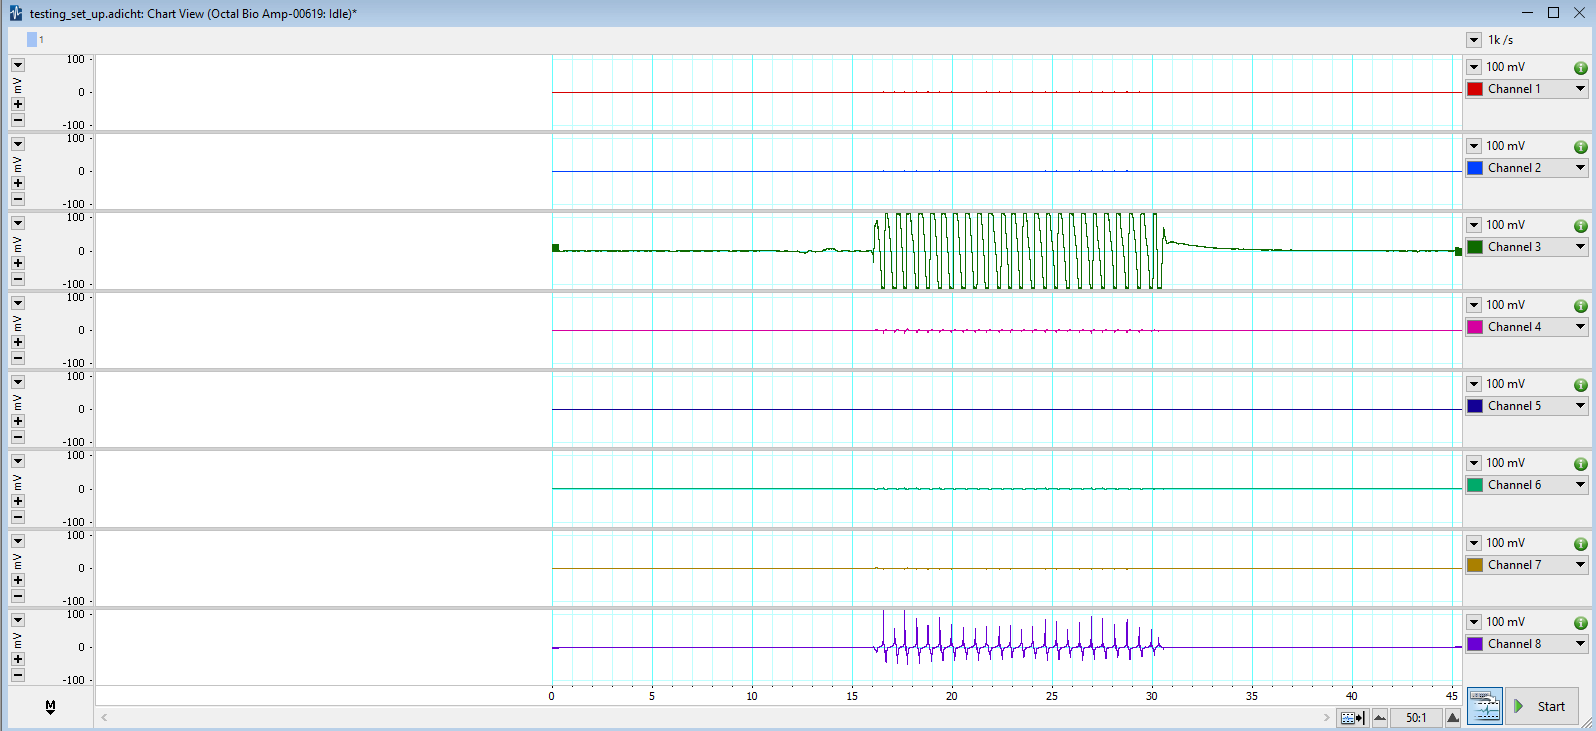 testing_set_up.adicht: Chart View (Octal Bio Amp-00619: Idle)*
1
1k /s
100
mV
0
-100
100 mV
Channel 1
100
mV
0
-100
100 mV
Channel 2
100
mV
0
-100
100 mV
Channel 3
100
mV
0
-100
100 mV
Channel 4
100
mV
0
-100
100 mV
Channel 5
100
mV
0
-100
100 mV
Channel 6
100
mV
0
-100
100 mV
Channel 7
100
mV
0
-100
100 mV
Channel 8
0 5 10 15 20 25 30 35 40 45
M
50:1
Start